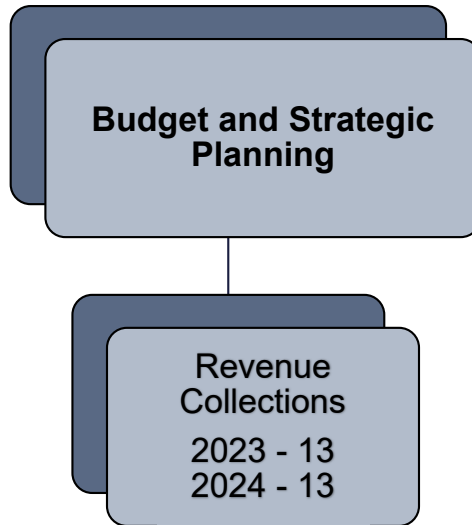 Budget and Strategic
Planning
Revenue
Collections
2023 - 13
2024 - 13